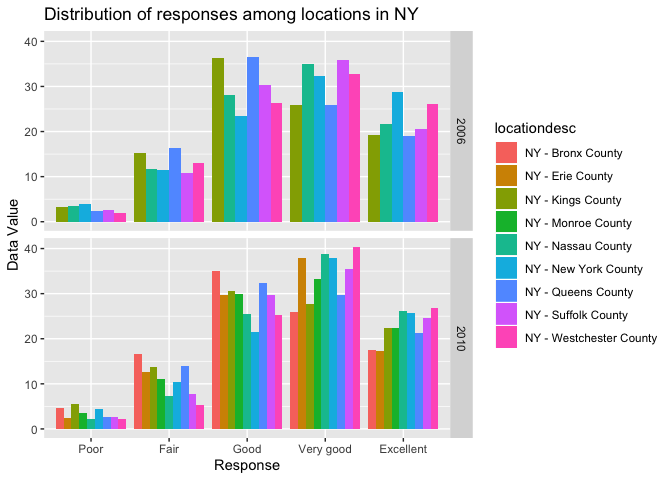 Distribution of responses among locations in NY
40
30
20
10
0
2006
40
30
20
10
0
2010
Data Value
Poor
Fair
Good
Very good
Excellent
Response
locationdesc
NY - Bronx County
NY - Erie County
NY - Kings County
NY - Monroe County
NY - Nassau County
NY - New York County
NY - Queens County
NY - Suffolk County
NY - Westchester County